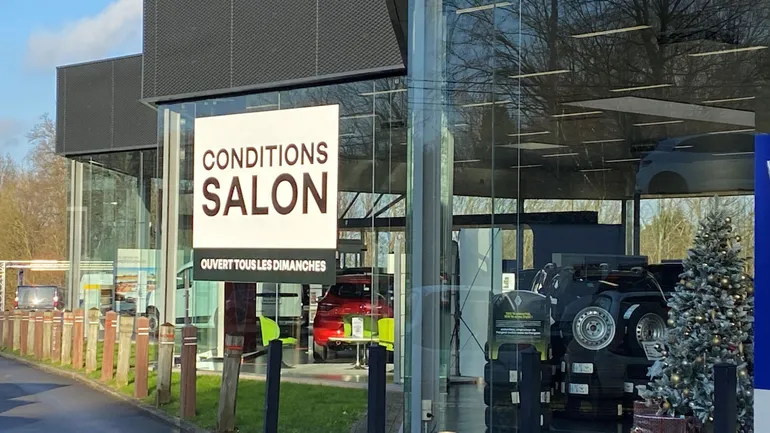 CONDITIONS
SALON
OUVERT TOUS LES DIMANCHES